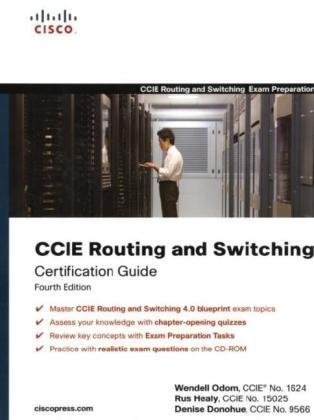 CISCO.
CCIE Routing and Switching Exam Preparation
CCIE Routing and Switching
Certification Guide
Fourth Edition
✓ Master CCIE Routing and Switching 4.0 blueprint exam topics
✓ Assess your knowledge with chapter-opening quizzes
✓ Review key concepts with Exam Preparation Tasks
✓ Practice with realistic exam questions on the CD-ROM
Wendell Odom, CCIE® No. 1624
Rus Healy, CCIE No. 15025
ciscopress.com
Denise Donohue, CCIE No. 9566